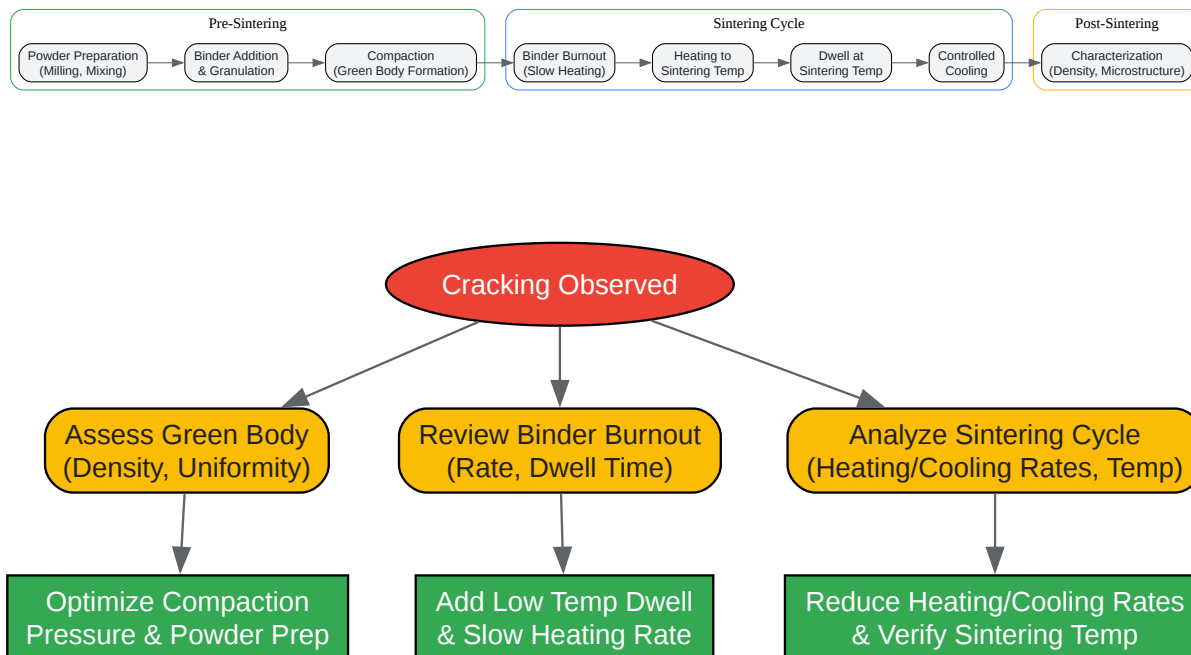 Pre-Sintering
Sintering Cycle
Post-Sintering
Powder Preparation
(Milling, Mixing)
Binder Addition
& Granulation
Compaction
(Green Body Formation)
Binder Burnout
(Slow Heating)
Heating to
Sintering Temp
Dwell at
Sintering Temp
Controlled
Cooling
Characterization
(Density, Microstructure)
Cracking Observed
Assess Green Body
(Density, Uniformity)
Review Binder Burnout
(Rate, Dwell Time)
Analyze Sintering Cycle
(Heating/Cooling Rates, Temp)
Optimize Compaction
Pressure & Powder Prep
Add Low Temp Dwell
& Slow Heating Rate
Reduce Heating/Cooling Rates
& Verify Sintering Temp